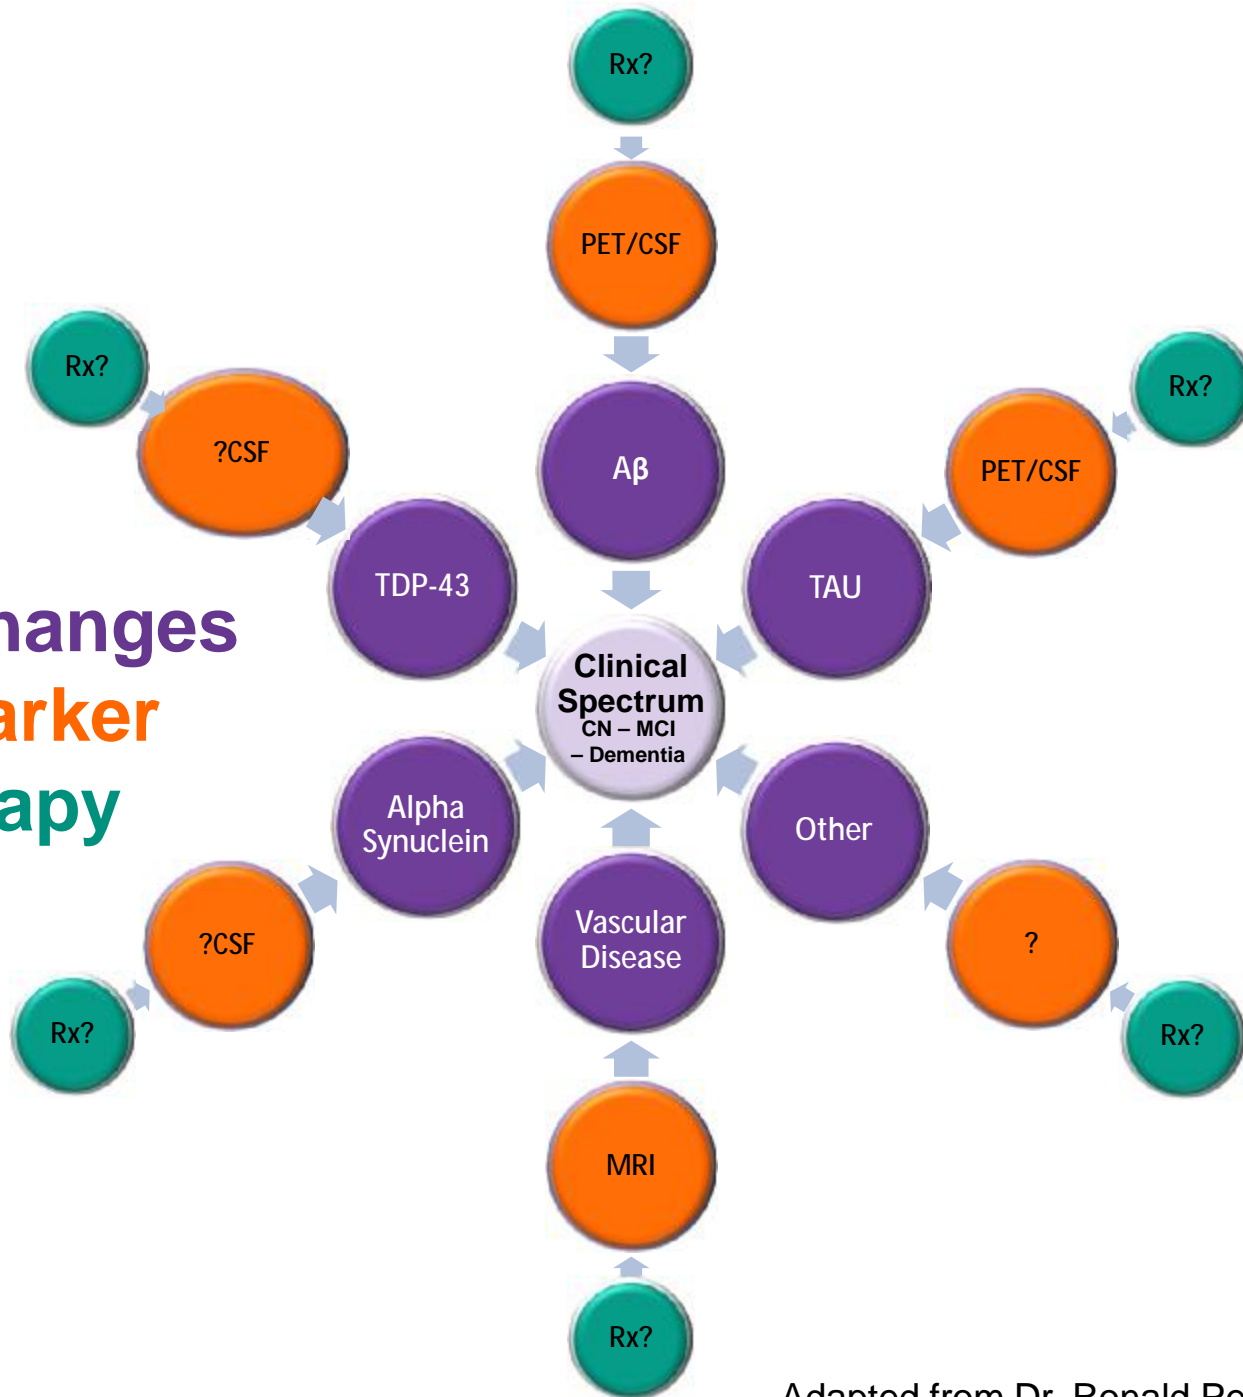 Rx?
PET/CSF
Rx?
Rx?
?CSF
PET/CSF
Aβ
TDP-43
TAU
hanges
arker
apy
Clinical
Spectrum
CN – MCI
– Dementia
Alpha
Synuclein
Other
Vascular
Disease
?CSF
?
Rx?
Rx?
MRI
Rx?
Adapted from Dr. Ronald Pe